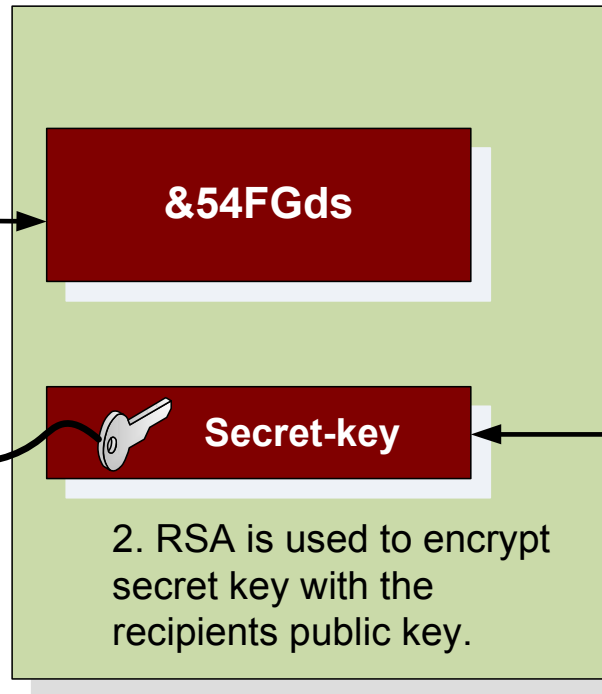 &54FGds
Secret-key
2. RSA is used to encrypt
secret key with the
recipients public key.